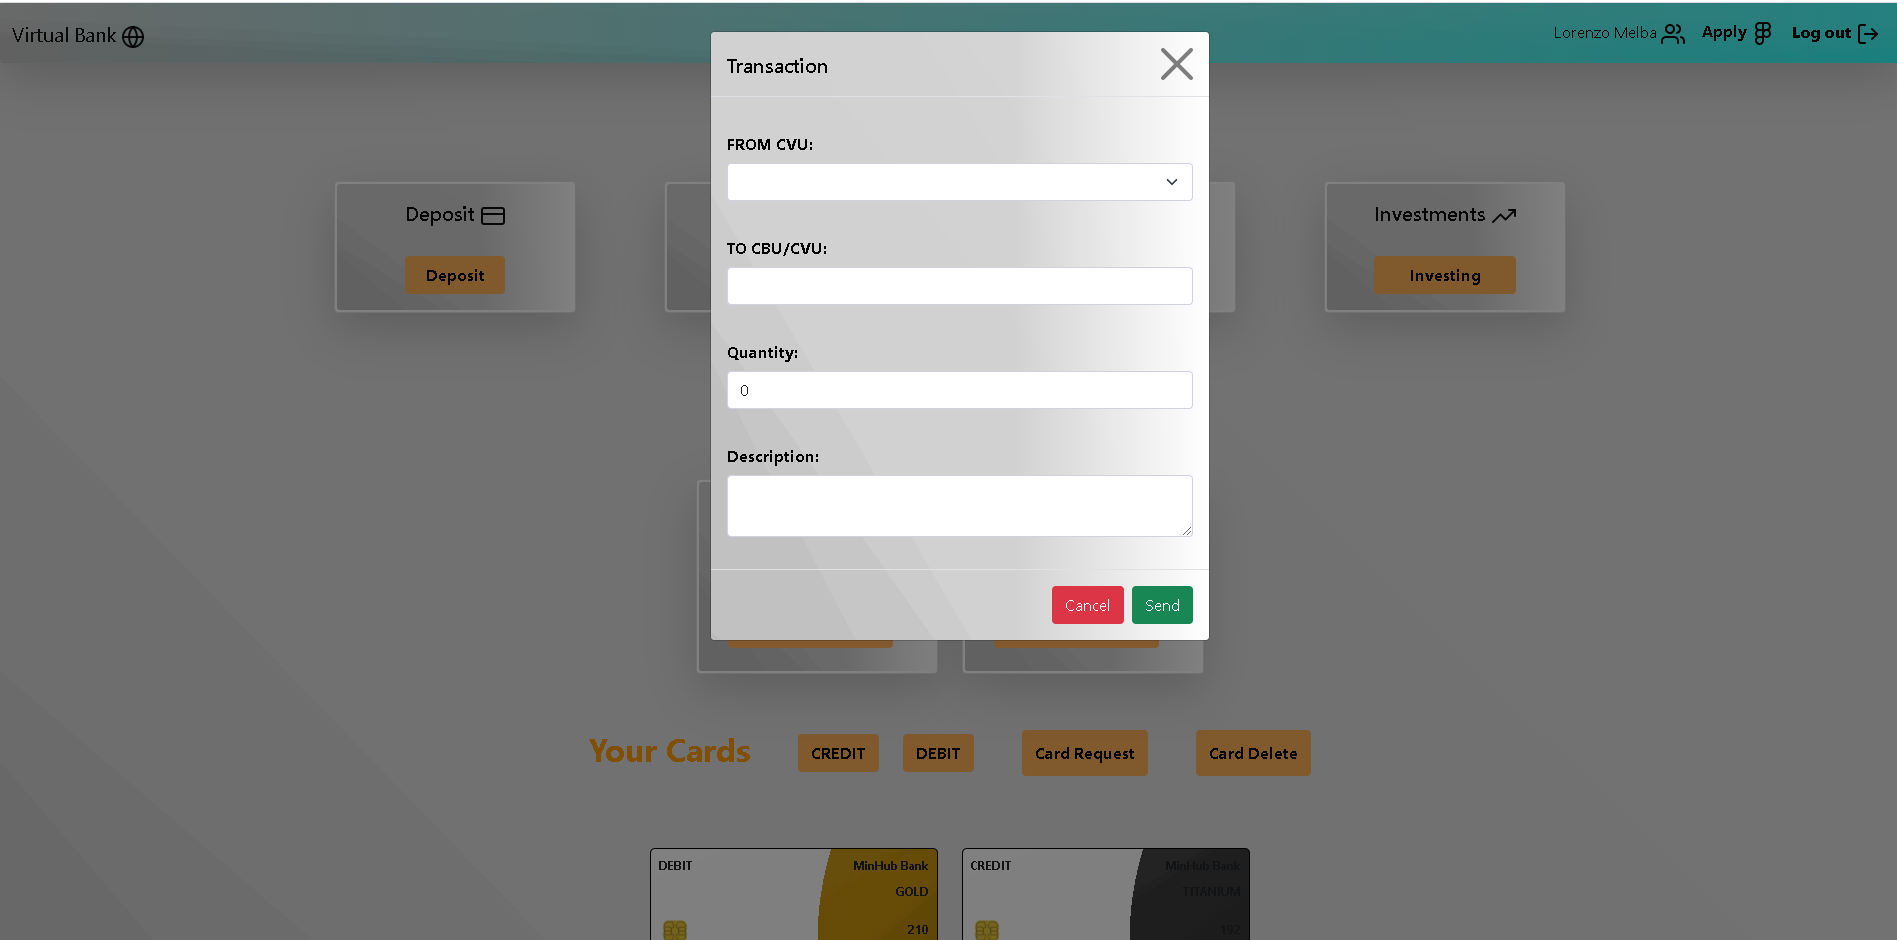 Virtual Bank
Lorenzo Melba
Apply
Log out
Transaction
FROM CVU:
TO CBU/CVU:
Quantity:
0
Description:
Cancel
Send
Deposit
Deposit
Investments
Investing
Your Cards
CREDIT
DEBIT
Card Request
Card Delete
DEBIT
MinHub Bank
GOLD
210
CREDIT
MinHub Bank
TITANIUM
192